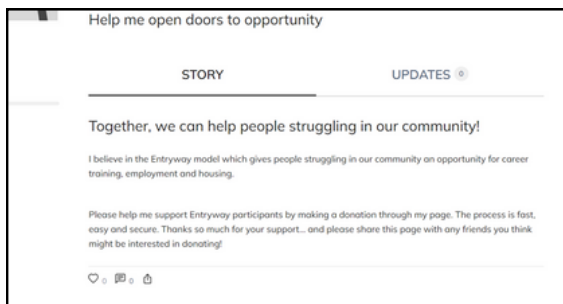 Help me open doors to opportunity
STORY
UPDATES 0
Together, we can help people struggling in our community!
I believe in the Entryway model which gives people struggling in our community an opportunity for career
training, employment and housing.
Please help me support Entryway participants by making a donation through my page. The process is fast,
easy and secure. Thanks so much for your support... and please share this page with any friends you think
might be interested in donating!
0 0